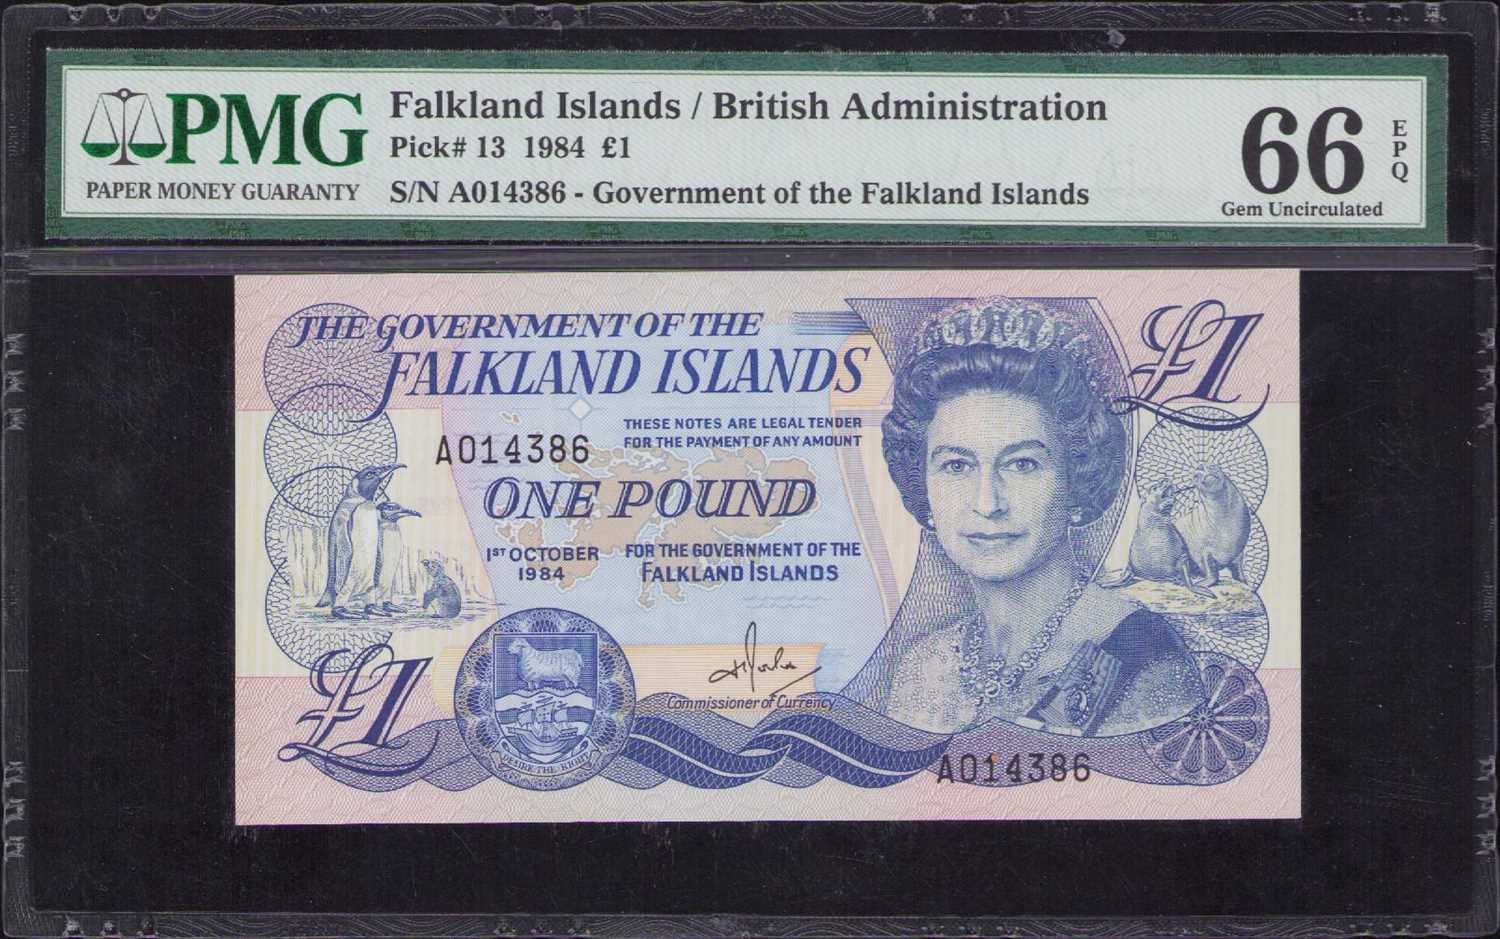 PMG
PAPER MONEY GUARANTY
Falkland Islands / British Administration
Pick# 13 1984 £1
S/N A014386 - Government of the Falkland Islands
66
EPQ
Gem Uncirculated
THE GOVERNMENT OF THE
FALKLAND ISLANDS
£1
THESE NOTES ARE LEGAL TENDER
FOR THE PAYMENT OF ANY AMOUNT
A014386
ONE POUND
1ST OCTOBER
1984
FOR THE GOVERNMENT OF THE
FALKLAND ISLANDS
£1
Commissioner of Currency
DESIRE THE RIGHT
A014386